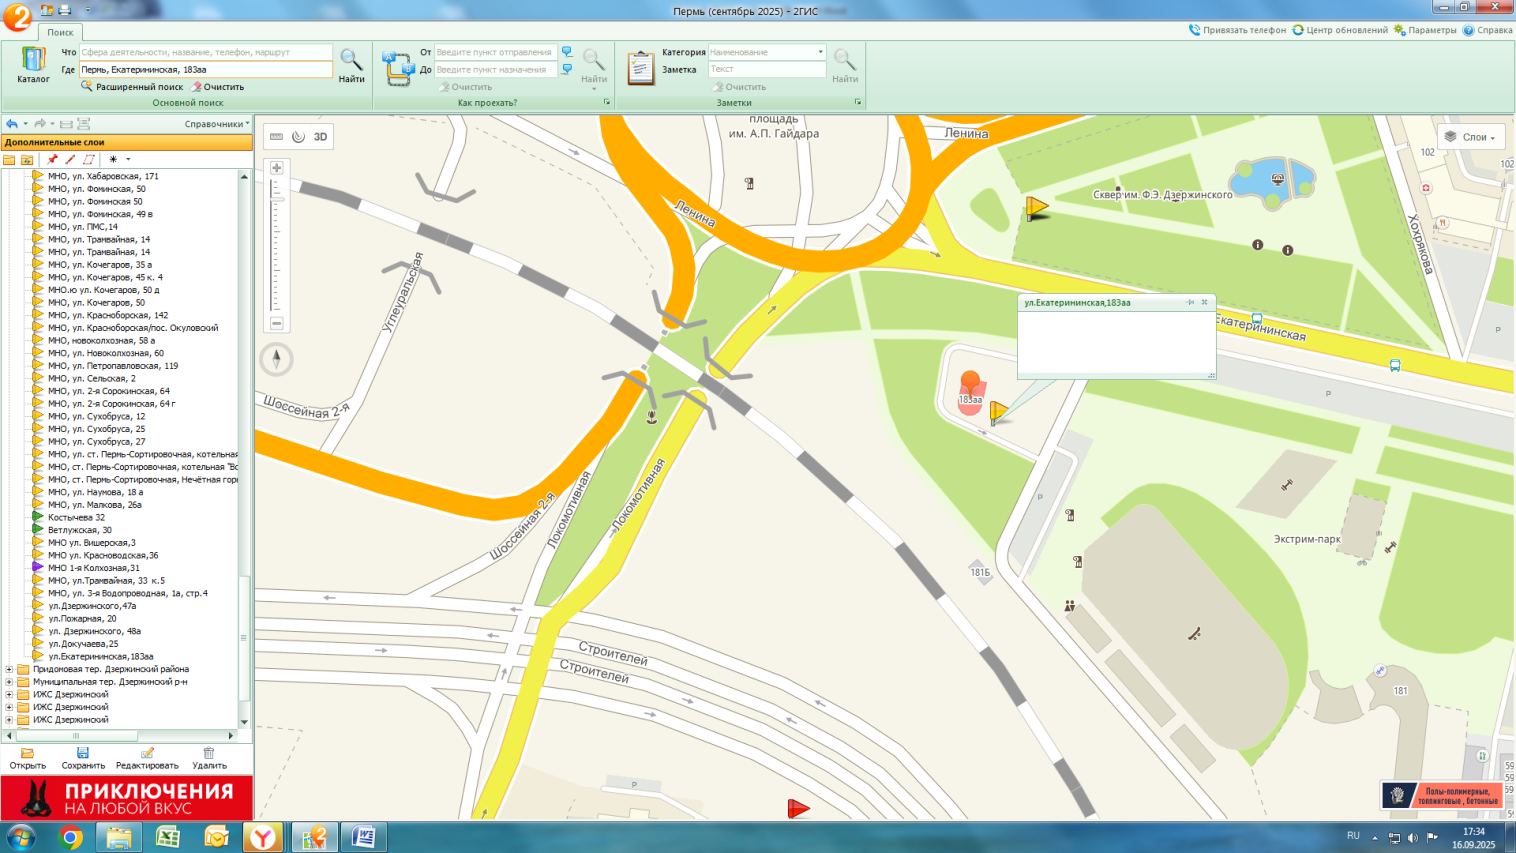 Пермь (сентябрь 2025) - 2ГИС
Поиск
Привязать телефон
Центр обновлений
Параметры
Справка
Каталог
Что
Сфера деятельности, название, телефон, маршрут
Где
Пермь, Екатерининская, 183аа
Расширенный поиск
Очистить
Найти
Основной поиск
От
Введите пункт отправления
До
Введите пункт назначения
Очистить
Найти
Как проехать?
Категория
Наименование
Заметка
Текст
Очистить
Найти
Заметки
Справочники
Дополнительные слои
МНО, ул. Хабаровская, 171
МНО, ул. Фоминская, 50
МНО, ул. Фоминская 50
МНО, ул. Фоминская, 49 в
МНО, ул. ПМС,14
МНО, ул. Транвайная, 14
МНО, ул. Транвайная, 14
МНО, ул. Кочегаров, 35 а
МНО, ул. Кочегаров, 45 к. 4
МНО.ю ул. Кочегаров, 50 д
МНО, ул. Кочегаров, 50
МНО, ул. Красноборская, 142
МНО, ул. Красноборская/пос. Окуловский
МНО, новоколхозная, 58 а
МНО, ул. Новоколхозная, 60
МНО, ул. Петропавловская, 119
МНО, ул. Сельская, 2
МНО, ул. 2-я Сорокинская, 64
МНО, ул. 2-я Сорокинская, 64 г
МНО, ул. Сухобруса, 12
МНО, ул. Сухобруса, 25
МНО, ул. Сухобруса, 27
МНО, ул. ст. Пермь-Сортировочная, котельная
МНО, ст. Пермь-Сортировочная, котельная "Во
МНО, ст. Пермь-Сортировочная, Нечётная гор
МНО, ул. Наумова, 18 а
МНО, ул. Малкова, 26а
Костычева 32
Ветлужская, 30
МНО ул. Вишерская,3
МНО ул. Красноводская,36
МНО 1-я Колхозная,31
МНО, ул.Трамвайная, 33 к.5
МНО, ул. 3-я Водопроводная, 1а, стр.4
ул.Дзержинского,47а
ул.Пожарная, 20
ул. Дзержинского, 48а
ул.Докучаева,25
ул.Екатерининская,183аа
Придомовая тер. Дзержинский района
Муниципальная тер. Дзержинский р-н
ИЖС Дзержинский
ИЖС Дзержинский
ИЖС Дзержинский
Открыть
Сохранить
Редактировать
Удалить
ПРИКЛЮЧЕНИЯ
НА ЛЮБОЙ ВКУС
3D
Слои
площадь
им. А.П. Гайдара
Ленина
Ленина
102
102
Сквер им. Ф.Э. Дзержинского
Хохрякова
Углеуральская
ул.Екатерининская,183аа
Екатерининская
P
P
183аа
Шоссейная 2-я
Шоссейная 2-я
Локомотивная
Локомотивная
P
Экстрим-парк
181Б
Строителей
Строителей
181
P
59
59
59
Полы-полимерные,
топпинговые , бетонные
RU
17:34
16.09.2025